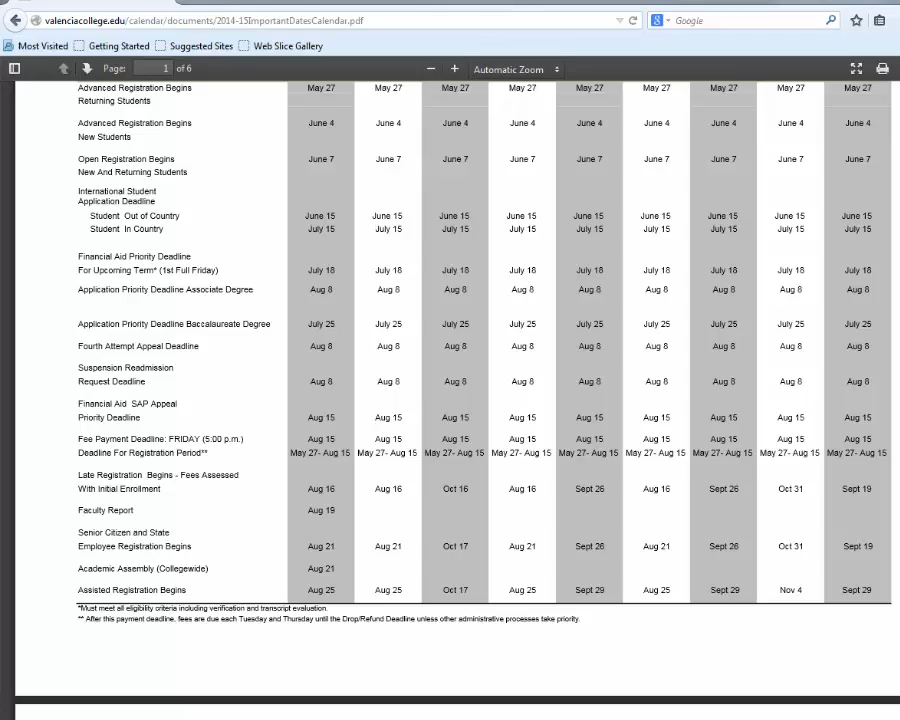 valenciacollege.edu/calendar/documents/2014-15ImportantDatesCalendar.pdf Google
Most Visited Getting Started Suggested Sites Web Slice Gallery
Page: 1 of 6 Automatic Zoom
Advanced Registration Begins May 27 May 27 May 27 May 27 May 27 May 27 May 27 May 27 May 27
Returning Students
Advanced Registration Begins June 4 June 4 June 4 June 4 June 4 June 4 June 4 June 4 June 4
New Students
Open Registration Begins June 7 June 7 June 7 June 7 June 7 June 7 June 7 June 7 June 7
New And Returning Students
International Student
Application Deadline
Student Out of Country June 15 June 15 June 15 June 15 June 15 June 15 June 15 June 15 June 15
Student In Country July 15 July 15 July 15 July 15 July 15 July 15 July 15 July 15 July 15
Financial Aid Priority Deadline
For Upcoming Term* (1st Full Friday) July 18 July 18 July 18 July 18 July 18 July 18 July 18 July 18 July 18
Application Priority Deadline Associate Degree Aug 8 Aug 8 Aug 8 Aug 8 Aug 8 Aug 8 Aug 8 Aug 8 Aug 8
Application Priority Deadline Baccalaureate Degree July 25 July 25 July 25 July 25 July 25 July 25 July 25 July 25 July 25
Fourth Attempt Appeal Deadline Aug 8 Aug 8 Aug 8 Aug 8 Aug 8 Aug 8 Aug 8 Aug 8 Aug 8
Suspension Readmission
Request Deadline Aug 8 Aug 8 Aug 8 Aug 8 Aug 8 Aug 8 Aug 8 Aug 8 Aug 8
Financial Aid SAP Appeal
Priority Deadline Aug 15 Aug 15 Aug 15 Aug 15 Aug 15 Aug 15 Aug 15 Aug 15 Aug 15
Fee Payment Deadline: FRIDAY (5:00 p.m.) Aug 15 Aug 15 Aug 15 Aug 15 Aug 15 Aug 15 Aug 15 Aug 15 Aug 15
Deadline For Registration Period** May 27- Aug 15 May 27- Aug 15 May 27- Aug 15 May 27- Aug 15 May 27- Aug 15 May 27- Aug 15 May 27- Aug 15 May 27- Aug 15 May 27- Aug 15
Late Registration Begins - Fees Assessed
With Initial Enrollment Aug 16 Aug 16 Oct 16 Aug 16 Sept 26 Aug 16 Sept 26 Oct 31 Sept 19
Faculty Report Aug 19
Senior Citizen and State
Employee Registration Begins Aug 21 Aug 21 Oct 17 Aug 21 Sept 26 Aug 21 Sept 26 Oct 31 Sept 19
Academic Assembly (Collegewide) Aug 21
Assisted Registration Begins Aug 25 Aug 25 Oct 17 Aug 25 Sept 29 Aug 25 Sept 29 Nov 4 Sept 29
*Must meet all eligibility criteria including verification and transcript evaluation.
** After this payment deadline, fees are due each Tuesday and Thursday until the Drop/Refund Deadline unless other administrative processes take priority.